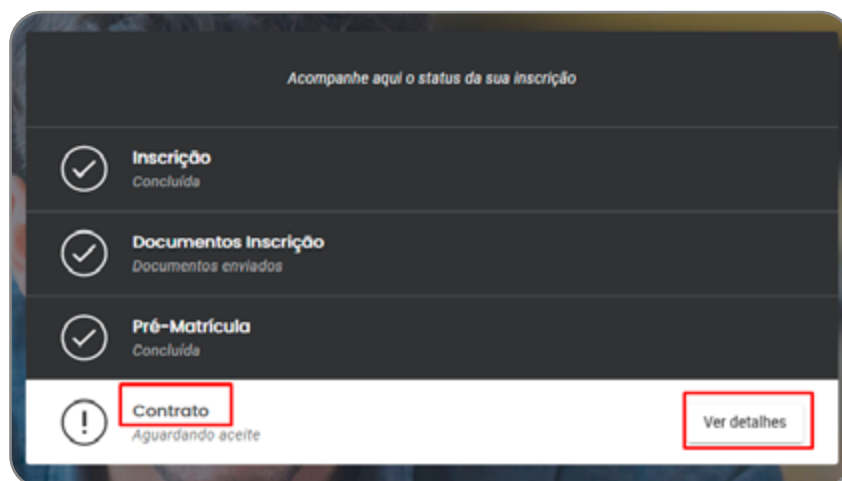 Acompanhe aqui o status da sua inscrição
Inscrição
Concluída
Documentos Inscrição
Documentos enviados
Pré-Matrícula
Concluída
Contrato
Aguardando aceite
Ver detalhes